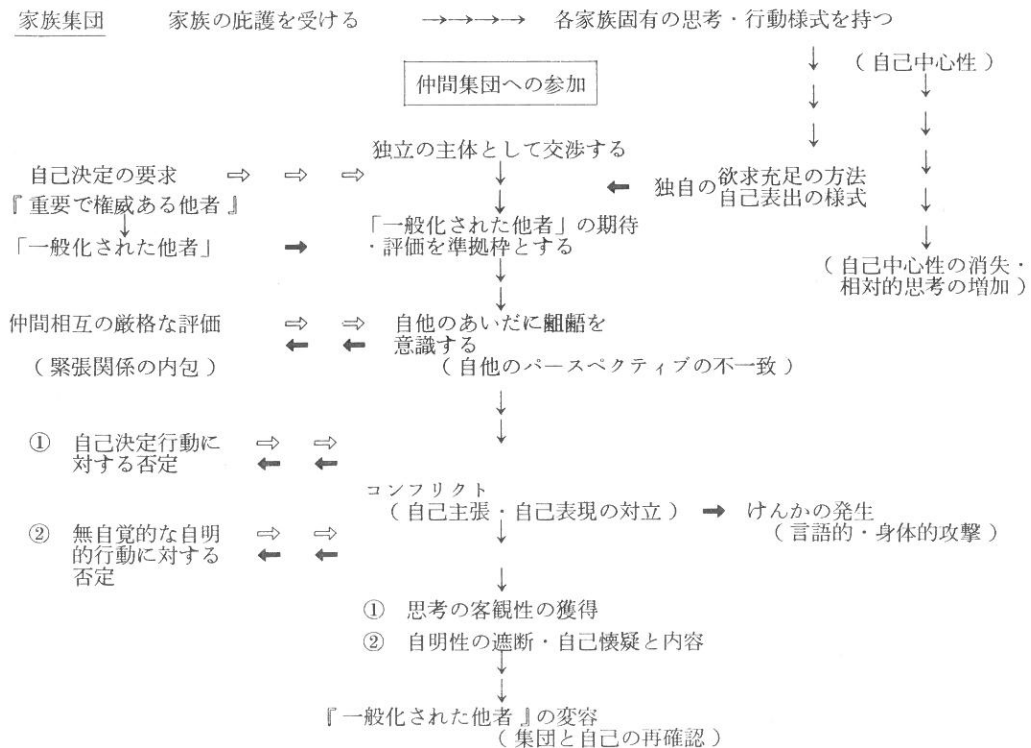 家族集団 家族の庇護を受ける →→→→ 各家族固有の思考・行動様式を持つ
↓ (自己中心性)
仲間集団への参加
独立の主体として交渉する
自己決定の要求 ⇨ ⇨ ⇨
← 独自の欲求充足の方法
自己表出の様式
『重要で権威ある他者』
↓
「一般化された他者」 → 「一般化された他者」の期待
・評価を準拠枠とする
(自己中心性の消失・
相対的思考の増加)
仲間相互の厳格な評価 ⇨ ⇨ 自他のあいだに齟齬を
← ← 意識する
(緊張関係の内包) (自他のパースペクティブの不一致)
① 自己決定行動に ⇨ ⇨
対する否定 ← ←
コンフリクト
(自己主張・自己表現の対立) → けんかの発生
(言語的・身体的攻撃)
② 無自覚的な自明 ⇨ ⇨
的行動に対する ← ←
否定
① 思考の客観性の獲得
② 自明性の遮断・自己懐疑と内容
『一般化された他者』の変容
(集団と自己の再確認)